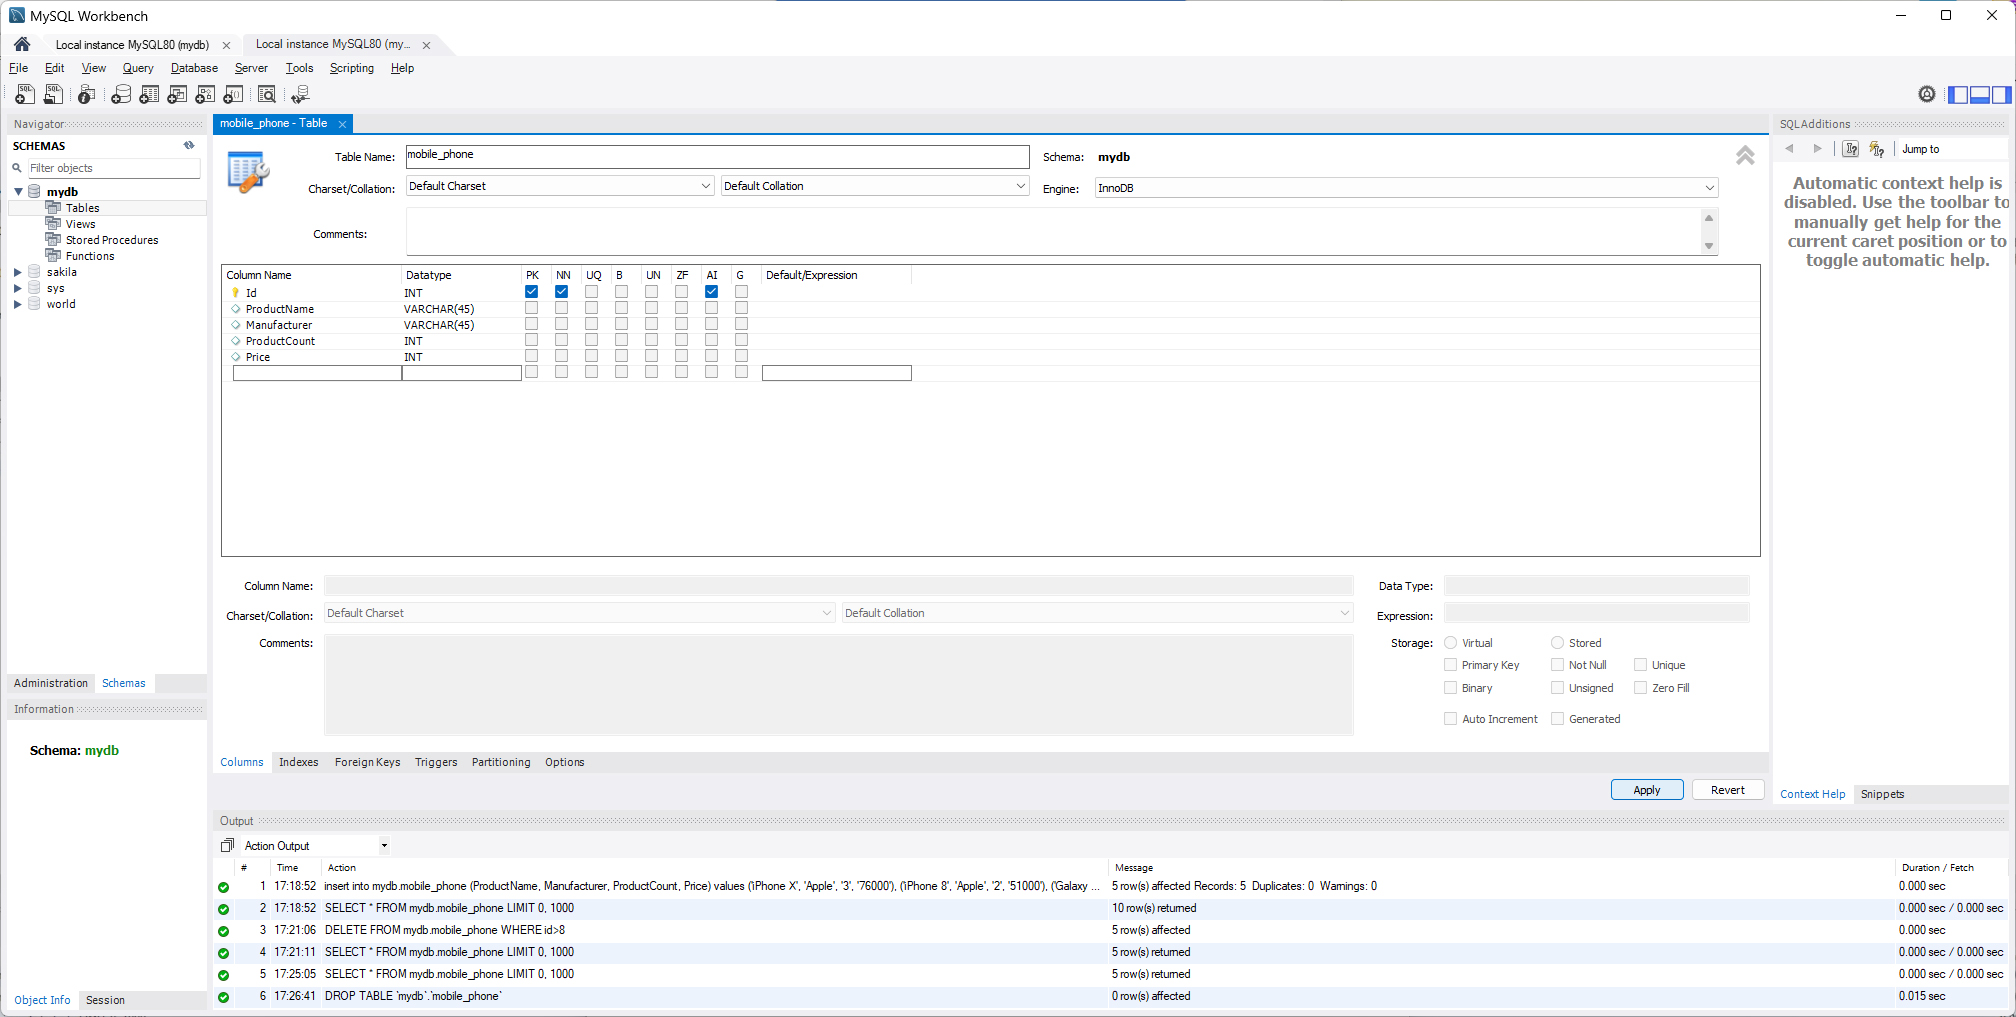 MySQL Workbench
Local instance MySQL80 (mydb)
Local instance MySQL80 (my...
File Edit View Query Database Server Tools Scripting Help
Navigator
SCHEMAS
Filter objects
mydb
Tables
Views
Stored Procedures
Functions
sakila
sys
world
Administration Schemas
Information
Schema: mydb
Object Info Session
mobile_phone - Table
Table Name: mobile_phone Schema: mydb
Charset/Collation: Default Charset Default Collation Engine: InnoDB
Comments:
Column Name Datatype PK NN UQ B UN ZF AI G Default/Expression
Id INT
ProductName VARCHAR(45)
Manufacturer VARCHAR(45)
ProductCount INT
Price INT
Column Name: Data Type:
Charset/Collation: Default Charset Default Collation Expression:
Comments: Storage: Virtual Stored
Primary Key Not Null Unique
Binary Unsigned Zero Fill
Auto Increment Generated
Columns Indexes Foreign Keys Triggers Partitioning Options
Apply Revert
SQLAdditions
Jump to
Automatic context help is
disabled. Use the toolbar to
manually get help for the
current caret position or to
toggle automatic help.
Context Help Snippets
Output
Action Output
# Time Action Message Duration / Fetch
1 17:18:52 insert into mydb.mobile_phone (ProductName, Manufacturer, ProductCount, Price) values ('iPhone X', 'Apple', '3', '76000'), ('iPhone 8', 'Apple', '2', '51000'), ('Galaxy ... 5 row(s) affected Records: 5 Duplicates: 0 Warnings: 0 0.000 sec
2 17:18:52 SELECT * FROM mydb.mobile_phone LIMIT 0, 1000 10 row(s) returned 0.000 sec / 0.000 sec
3 17:21:06 DELETE FROM mydb.mobile_phone WHERE id>8 5 row(s) affected 0.000 sec
4 17:21:11 SELECT * FROM mydb.mobile_phone LIMIT 0, 1000 5 row(s) returned 0.000 sec / 0.000 sec
5 17:25:05 SELECT * FROM mydb.mobile_phone LIMIT 0, 1000 5 row(s) returned 0.000 sec / 0.000 sec
6 17:26:41 DROP TABLE `mydb`.`mobile_phone` 0 row(s) affected 0.015 sec